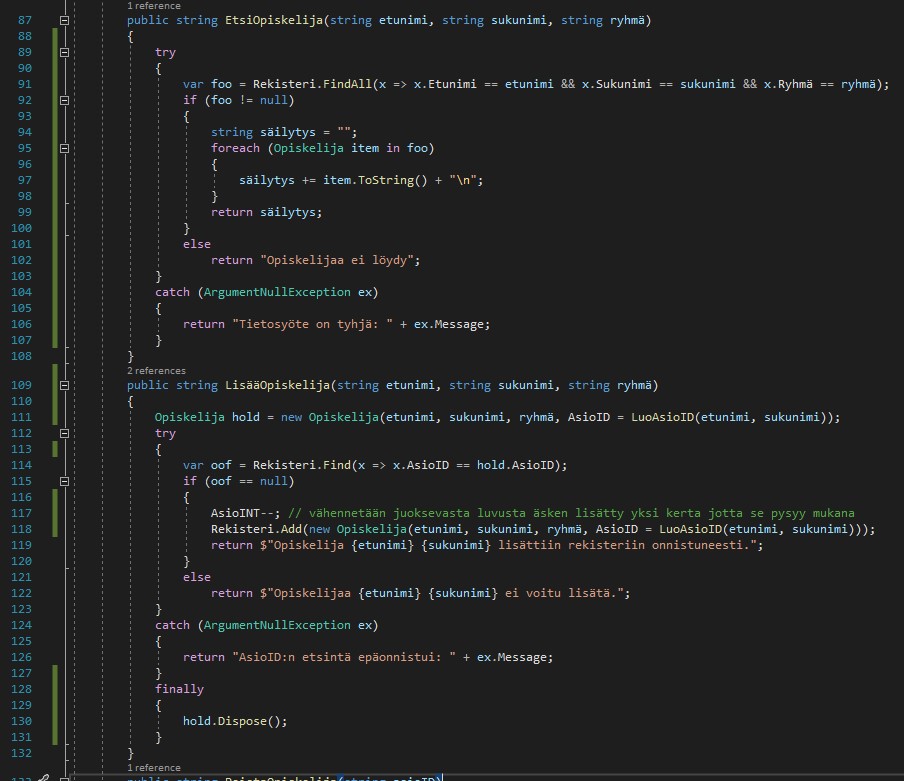 1 reference
87 public string EtsiOpiskelija(string etunimi, string sukunimi, string ryhmä)
88 {
89 try
90 {
91 var foo = Rekisteri.FindAll(x => x.Etunimi == etunimi && x.Sukunimi == sukunimi && x.Ryhmä == ryhmä);
92 if (foo != null)
93 {
94 string säilytys = "";
95 foreach (Opiskelija item in foo)
96 {
97 säilytys += item.ToString() + "\n";
98 }
99 return säilytys;
100 }
101 else
102 return "Opiskelijaa ei löydy";
103 }
104 catch (ArgumentNullException ex)
105 {
106 return "Tietosyöte on tyhjä: " + ex.Message;
107 }
108 }
2 references
109 public string LisääOpiskelija(string etunimi, string sukunimi, string ryhmä)
110 {
111 Opiskelija hold = new Opiskelija(etunimi, sukunimi, ryhmä, AsioID = LuoAsioID(etunimi, sukunimi));
112 try
113 {
114 var oof = Rekisteri.Find(x => x.AsioID == hold.AsioID);
115 if (oof == null)
116 {
117 AsioINT--; // vähennetään juoksevasta luvusta äsken lisätty yksi kerta jotta se pysyy mukana
118 Rekisteri.Add(new Opiskelija(etunimi, sukunimi, ryhmä, AsioID = LuoAsioID(etunimi, sukunimi)));
119 return $"Opiskelija {etunimi} {sukunimi} lisättiin rekisteriin onnistuneesti.";
120 }
121 else
122 return $"Opiskelijaa {etunimi} {sukunimi} ei voitu lisätä.";
123 }
124 catch (ArgumentNullException ex)
125 {
126 return "AsioID:n etsintä epäonnistui: " + ex.Message;
127 }
128 finally
129 {
130 hold.Dispose();
131 }
132 }
1 reference